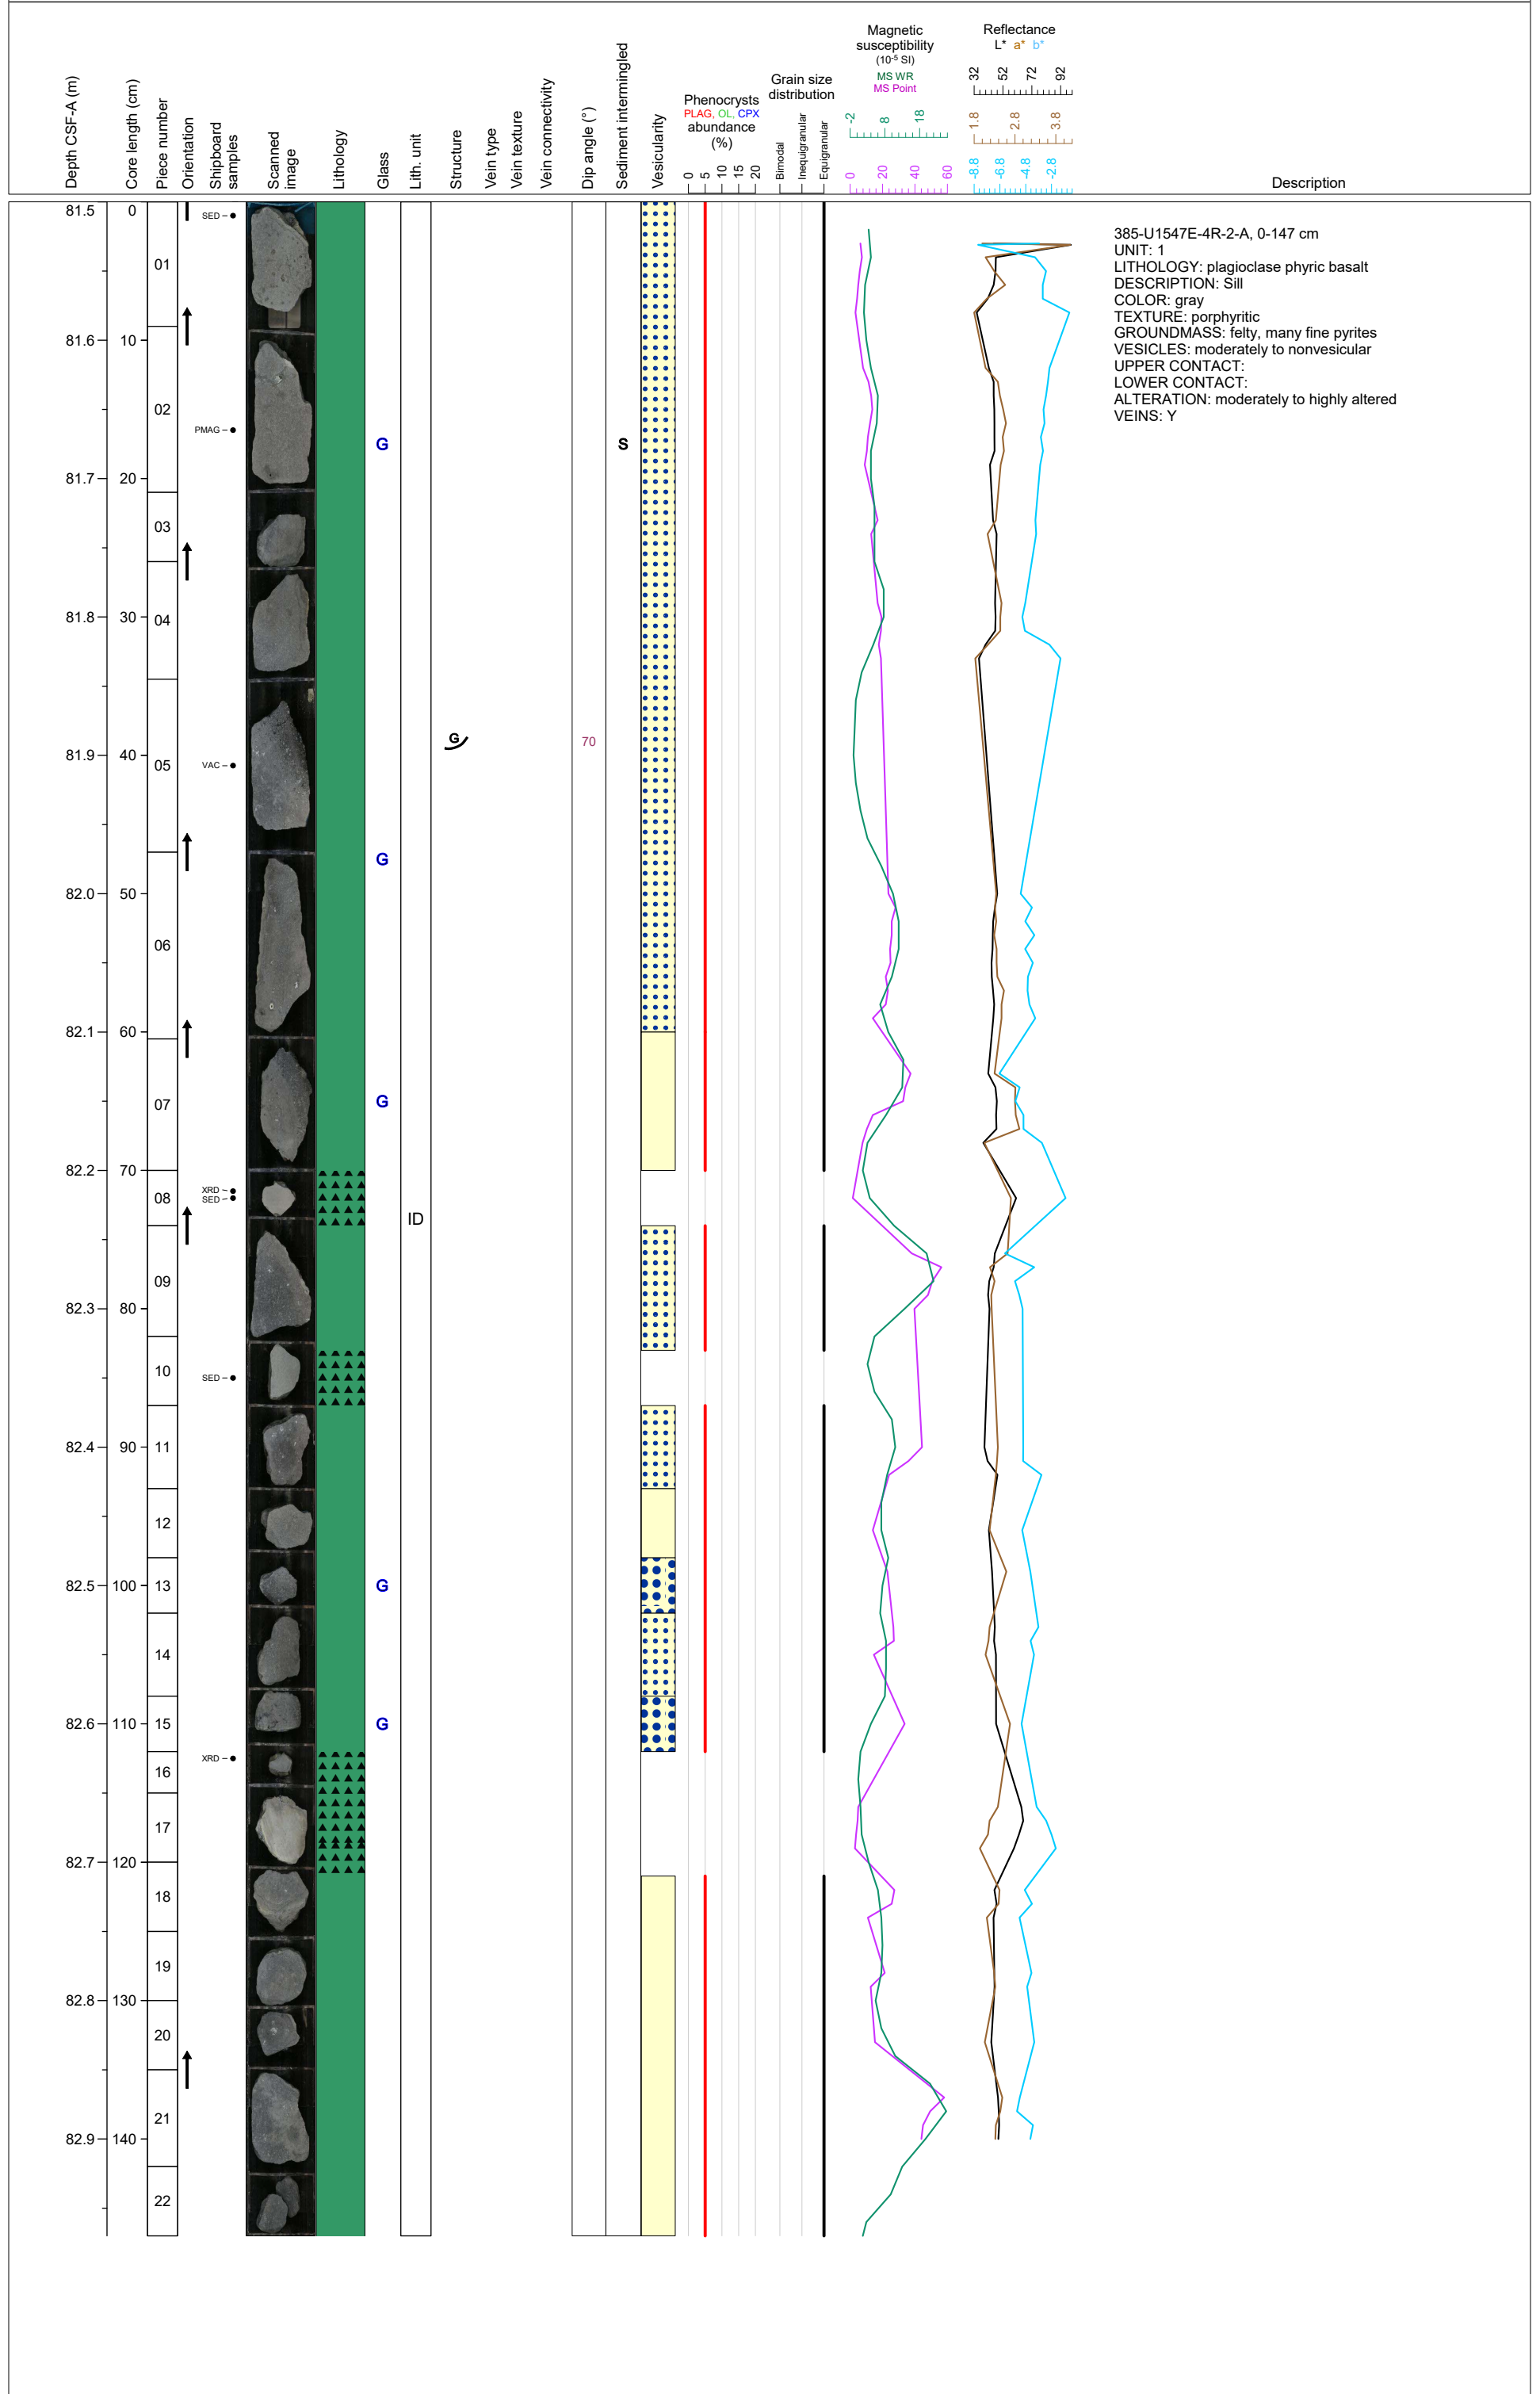 Depth CSF-A (m)
Core length (cm)
Piece number
Orientation
Shipboard
samples
Scanned
image
Lithology
Glass
Lith. unit
Structure
Vein type
Vein texture
Vein connectivity
Dip angle (°)
Sediment intermingled
Vesicularity
Phenocrysts
PLAG, OL, CPX
abundance
(%)
0 5 10 15 20
Grain size
distribution
Bimodal
Inequigranular
Equigranular
Magnetic
susceptibility
(10-5 SI)
MS WR
MS Point
-2 8 18
0 20 40 60
Reflectance
L* a* b*
32 52 72 92
1.8 2.8 3.8
-8.8 -6.8 -4.8 -2.8
Description
81.5 0
SED
01
81.6 10
02
PMAG
G
S
81.7 20
03
04
81.8 30
G
70
81.9 40
05
VAC
G
82.0 50
06
82.1 60
07
G
82.2 70
08
XRD
SED
ID
09
82.3 80
10
SED
11
82.4 90
12
82.5 100
13
G
14
82.6 110
15
G
16
XRD
17
82.7 120
18
19
82.8 130
20
21
82.9 140
22
385-U1547E-4R-2-A, 0-147 cm
UNIT: 1
LITHOLOGY: plagioclase phyric basalt
DESCRIPTION: Sill
COLOR: gray
TEXTURE: porphyritic
GROUNDMASS: felty, many fine pyrites
VESICLES: moderately to nonvesicular
UPPER CONTACT:
LOWER CONTACT:
ALTERATION: moderately to highly altered
VEINS: Y